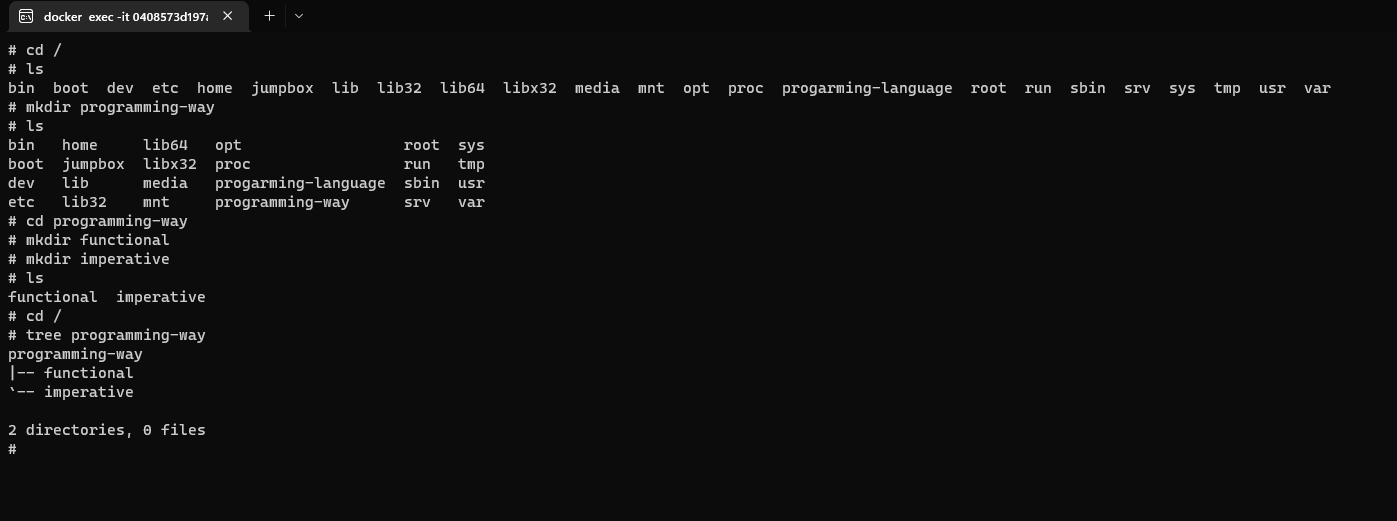 docker exec -it 0408573d197a
# cd /
# ls
bin  boot  dev  etc  home  jumpbox  lib  lib32  lib64  libx32  media  mnt  opt  proc  progarming-language  root  run  sbin  srv  sys  tmp  usr  var
# mkdir programming-way
# ls
bin   home     lib64   opt                  root  sys
boot  jumpbox  libx32  proc                 run   tmp
dev   lib      media   progarming-language  sbin  usr
etc   lib32    mnt     programming-way      srv   var
# cd programming-way
# mkdir functional
# mkdir imperative
# ls
functional  imperative
# cd /
# tree programming-way
programming-way
|-- functional
`-- imperative

2 directories, 0 files
#